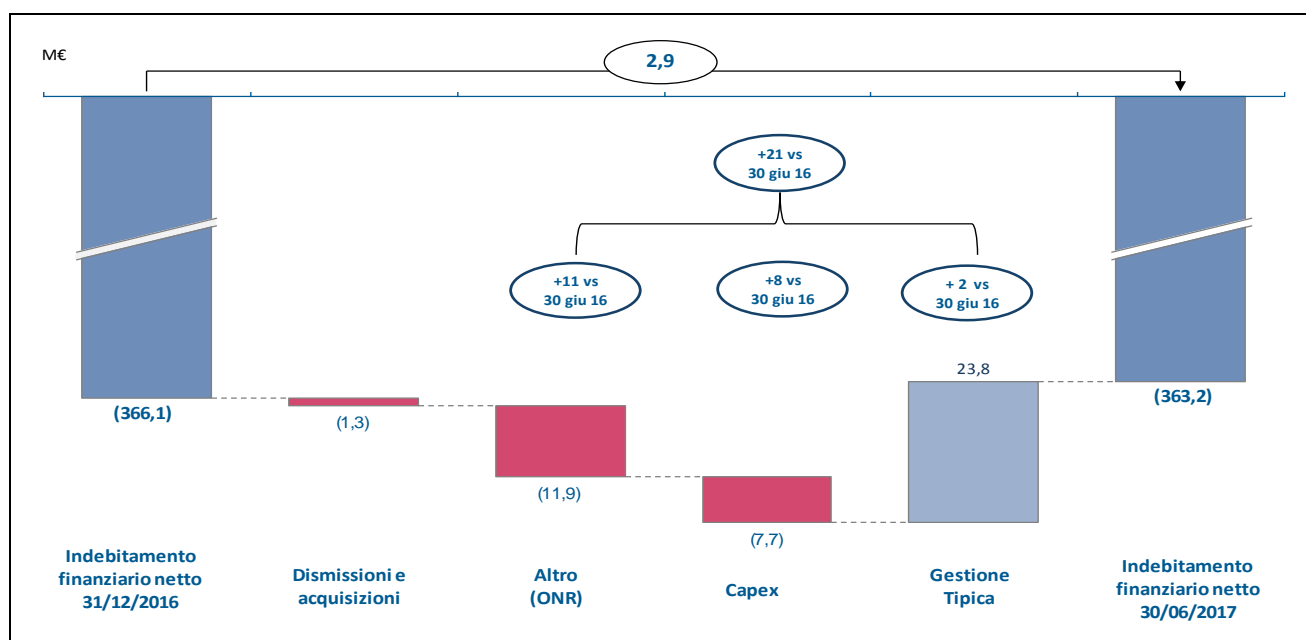 M€
2,9
+21 vs
30 giu 16
+11 vs
30 giu 16
+8 vs
30 giu 16
+ 2 vs
30 giu 16
23,8
(366,1)
(1,3)
(11,9)
(7,7)
(363,2)
Indebitamento
finanziario netto
31/12/2016
Dismissioni e
acquisizioni
Altro
(ONR)
Capex
Gestione
Tipica
Indebitamento
finanziario netto
30/06/2017